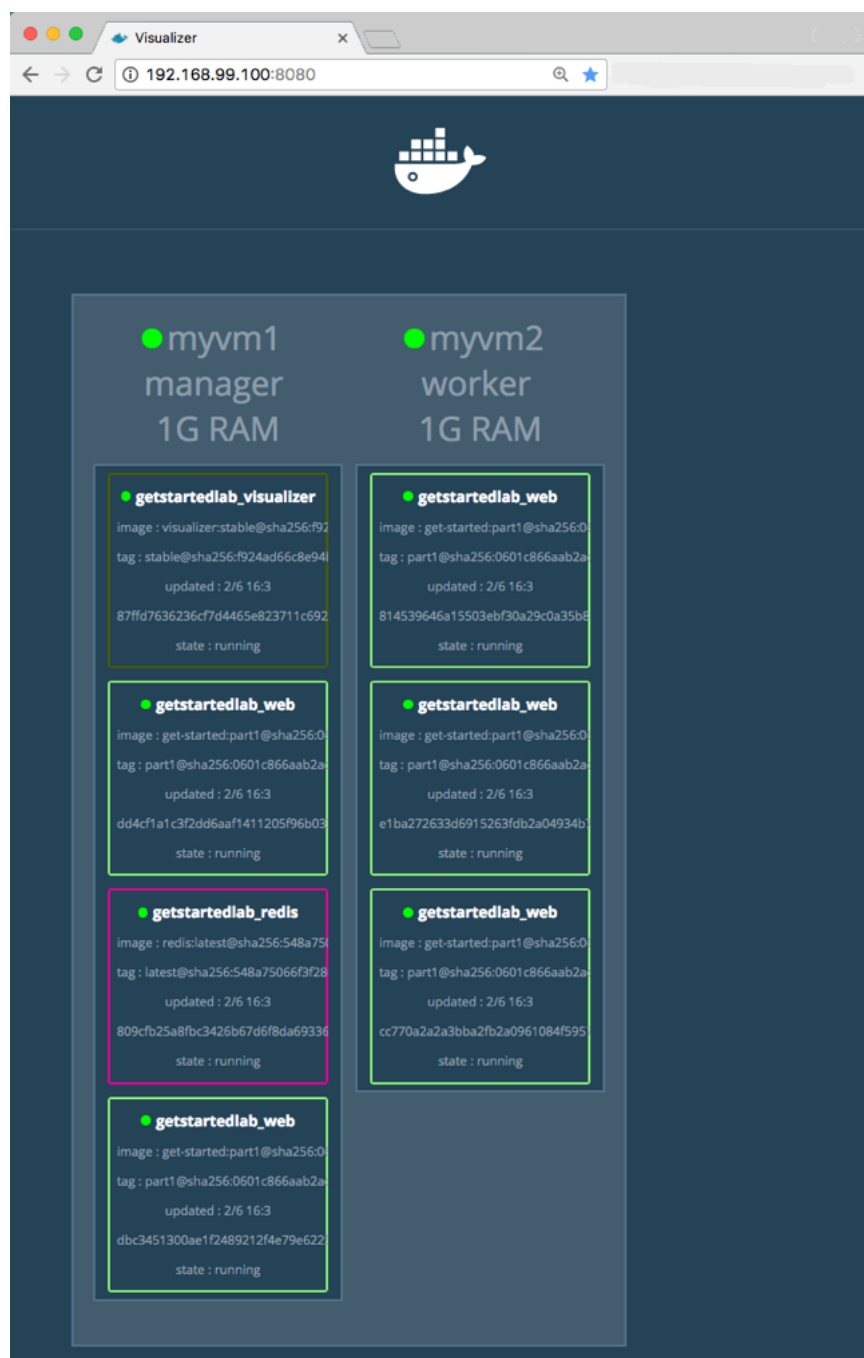 Visualizer
192.168.99.100:8080
myvm1
manager
1G RAM
getstartedlab_visualizer
image : visualizer:stable@sha256:f92
tag : stable@sha256:f924ad66c8e94
updated : 2/6 16:3
87ffd7636236cf7d4465e823711c692
state : running
getstartedlab_web
image : get-started:part1@sha256:0
tag : part1@sha256:0601c866aab2a
updated : 2/6 16:3
dd4cf1a1c3f2dd6aaf1411205f96b03
state : running
getstartedlab_redis
image : redis:latest@sha256:548a750
tag : latest@sha256:548a75066f3f28
updated : 2/6 16:3
809cfb25a8fbc3426b67d6f8da69336
state : running
getstartedlab_web
image : get-started:part1@sha256:0
tag : part1@sha256:0601c866aab2a
updated : 2/6 16:3
dbc3451300ae1f2489212f4e79e622
state : running
myvm2
worker
1G RAM
getstartedlab_web
image : get-started:part1@sha256:0
tag : part1@sha256:0601c866aab2a
updated : 2/6 16:3
814539646a15503ebf30a29c0a35b8
state : running
getstartedlab_web
image : get-started:part1@sha256:0
tag : part1@sha256:0601c866aab2a
updated : 2/6 16:3
e1ba272633d6915263fdb2a04934b7
state : running
getstartedlab_web
image : get-started:part1@sha256:0
tag : part1@sha256:0601c866aab2a
updated : 2/6 16:3
cc770a2a2a3bba2fb2a0961084f5957
state : running